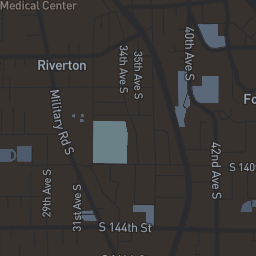 Medical Center
Riverton
34th Ave S
35th Ave S
40th Ave S
Military Rd S
42nd Ave S
29th Ave S
31st Ave S
S 144th St